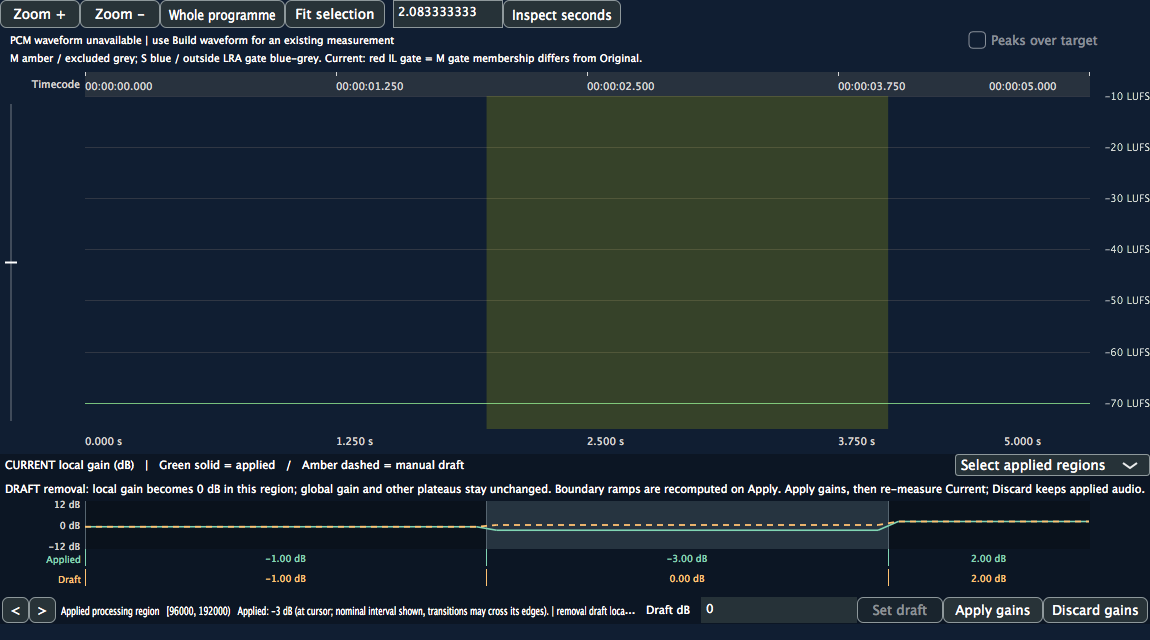 Zoom + Zoom – Whole programme Fit selection 2.083333333 Inspect seconds
PCM waveform unavailable | use Build waveform for an existing measurement
Peaks over target
M amber / excluded grey; S blue / outside LRA gate blue-grey. Current: red IL gate = M gate membership differs from Original.
Timecode 00:00:00.000 00:00:01.250 00:00:02.500 00:00:03.750 00:00:05.000
-10 LUFS
-20 LUFS
-30 LUFS
-40 LUFS
-50 LUFS
-60 LUFS
-70 LUFS
0.000 s 1.250 s 2.500 s 3.750 s 5.000 s
CURRENT local gain (dB) | Green solid = applied / Amber dashed = manual draft Select applied regions
DRAFT removal: local gain becomes 0 dB in this region; global gain and other plateaus stay unchanged. Boundary ramps are recomputed on Apply. Apply gains, then re-measure Current; Discard keeps applied audio.
12 dB
0 dB
-12 dB
Applied -1.00 dB -3.00 dB 2.00 dB
Draft -1.00 dB 0.00 dB 2.00 dB
< > Applied processing region [96000, 192000) Applied: -3 dB (at cursor; nominal interval shown, transitions may cross its edges). | removal draft loca... Draft dB 0 Set draft Apply gains Discard gains